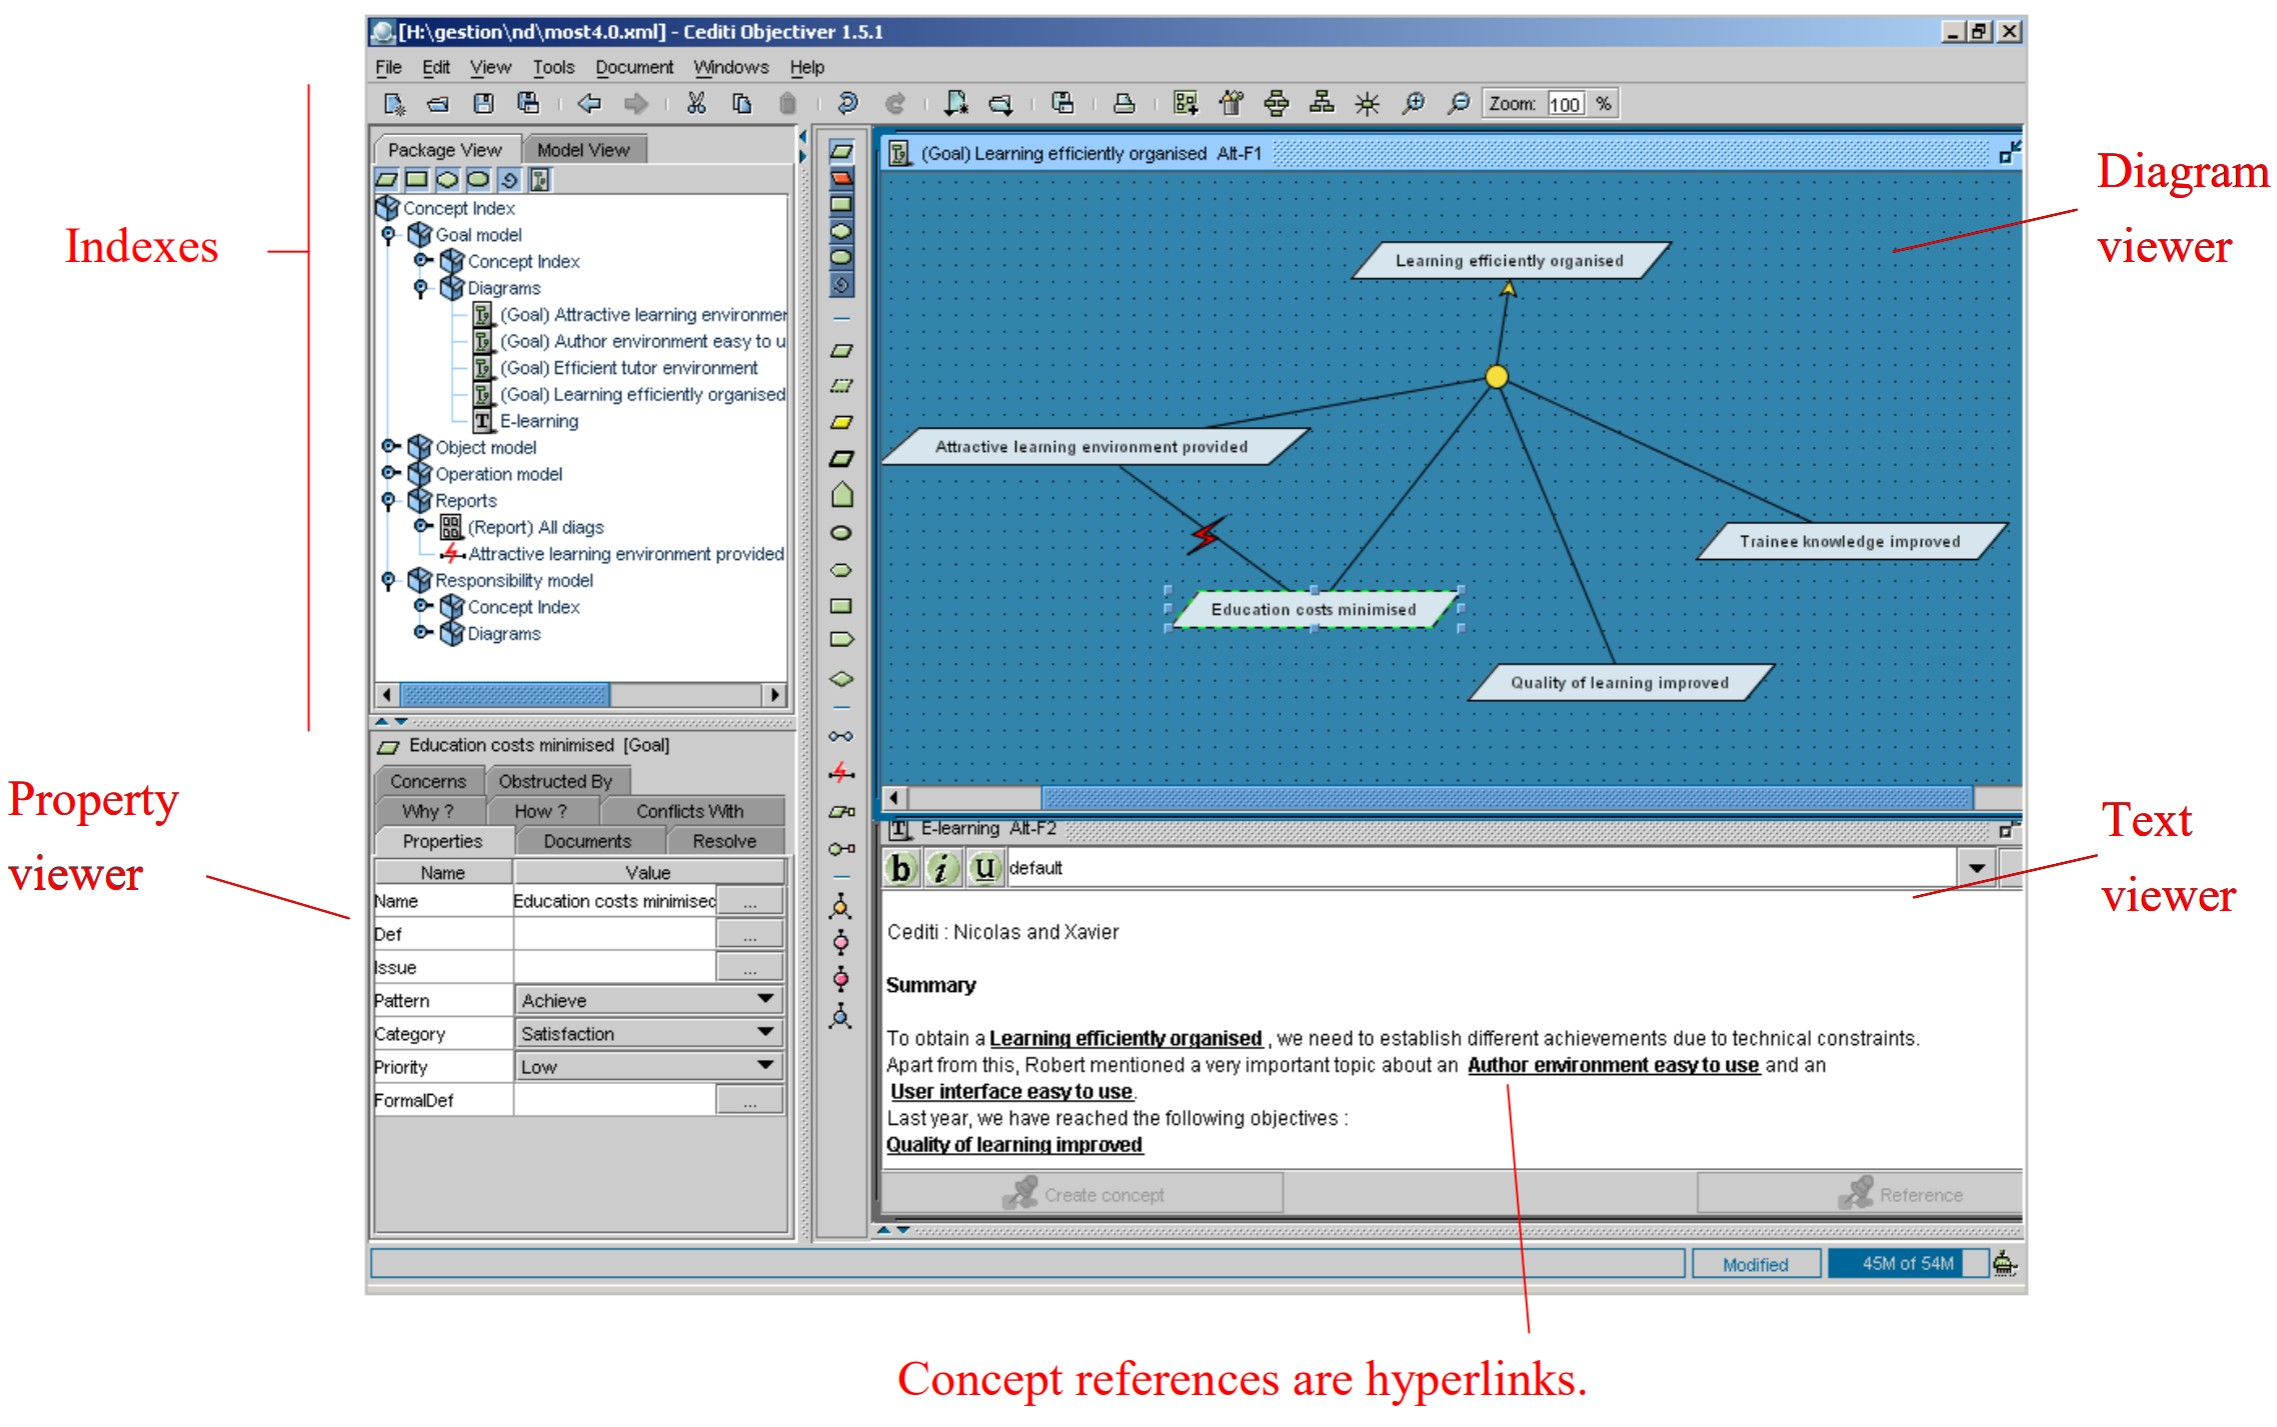 [H:\gestion\nd\most4.0.xml] - Cediti Objectiver 1.5.1
File Edit View Tools Document Windows Help
Zoom: 100 %
Indexes
Package View Model View
Concept Index
Goal model
Concept Index
Diagrams
(Goal) Attractive learning environmen
(Goal) Author environment easy to u
(Goal) Efficient tutor environment
(Goal) Learning efficiently organised
T E-learning
Object model
Operation model
Reports
(Report) All diags
Attractive learning environment provided
Responsibility model
Concept Index
Diagrams
(Goal) Learning efficiently organised Alt-F1
Learning efficiently organised
Attractive learning environment provided
Trainee knowledge improved
Education costs minimised
Quality of learning improved
Diagram
viewer
Property
viewer
Education costs minimised [Goal]
Concerns Obstructed By
Why ? How ? Conflicts With
Properties Documents Resolve
Name Value
Name Education costs minimised ...
Def ...
Issue ...
Pattern Achieve
Category Satisfaction
Priority Low
FormalDef ...
T E-learning Alt-F2
b i u default
Cediti : Nicolas and Xavier
Summary
To obtain a Learning efficiently organised , we need to establish different achievements due to technical constraints.
Apart from this, Robert mentioned a very important topic about an Author environment easy to use and an
User interface easy to use.
Last year, we have reached the following objectives :
Quality of learning improved
Create concept Reference
Text
viewer
Modified 45M of 54M
Concept references are hyperlinks.